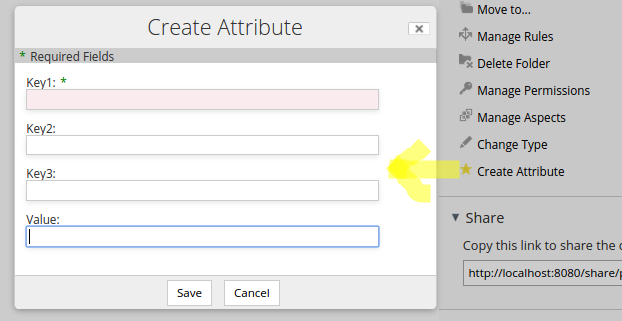 Create Attribute
* Required Fields
Key1: *
Key2:
Key3:
Value:
Save Cancel
Move to...
Manage Rules
Delete Folder
Manage Permissions
Manage Aspects
Change Type
Create Attribute
Share
Copy this link to share the
http://localhost:8080/share/